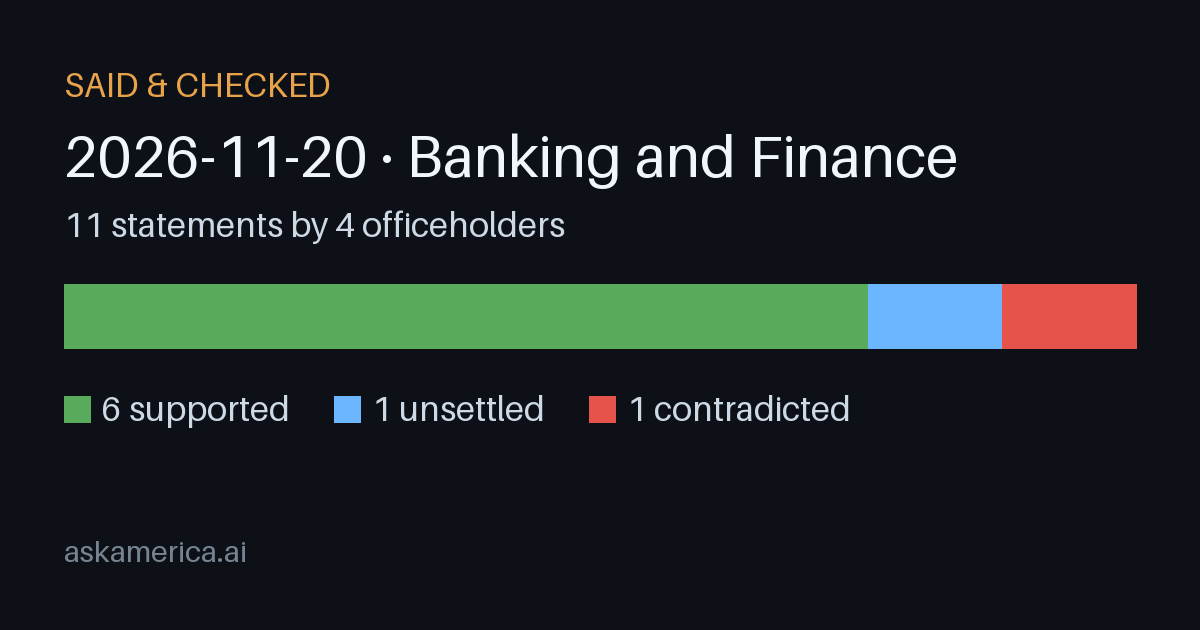 SAID & CHECKED
2026-11-20 · Banking and Finance
11 statements by 4 officeholders
6 supported 1 unsettled 1 contradicted
askamerica.ai